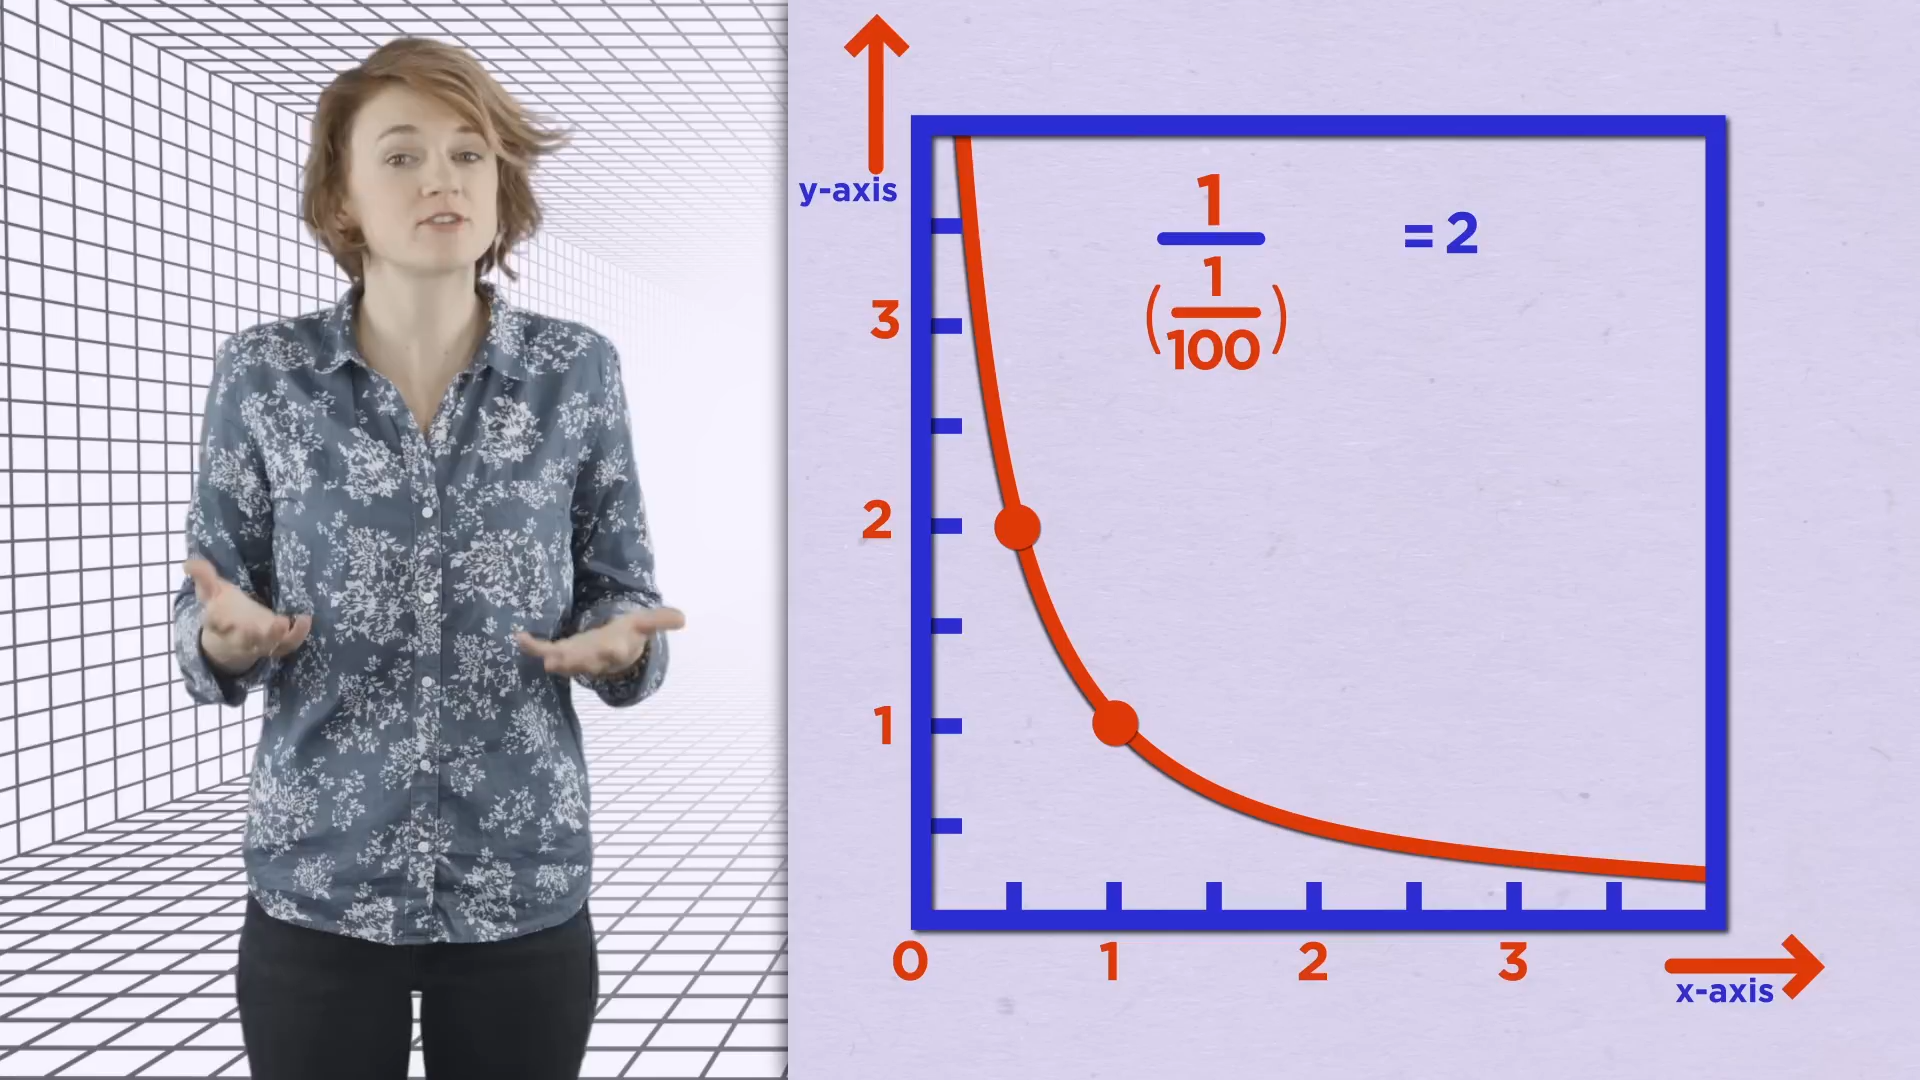 y-axis
1
= 2
(1
100)
3
2
1
0 1 2 3
x-axis